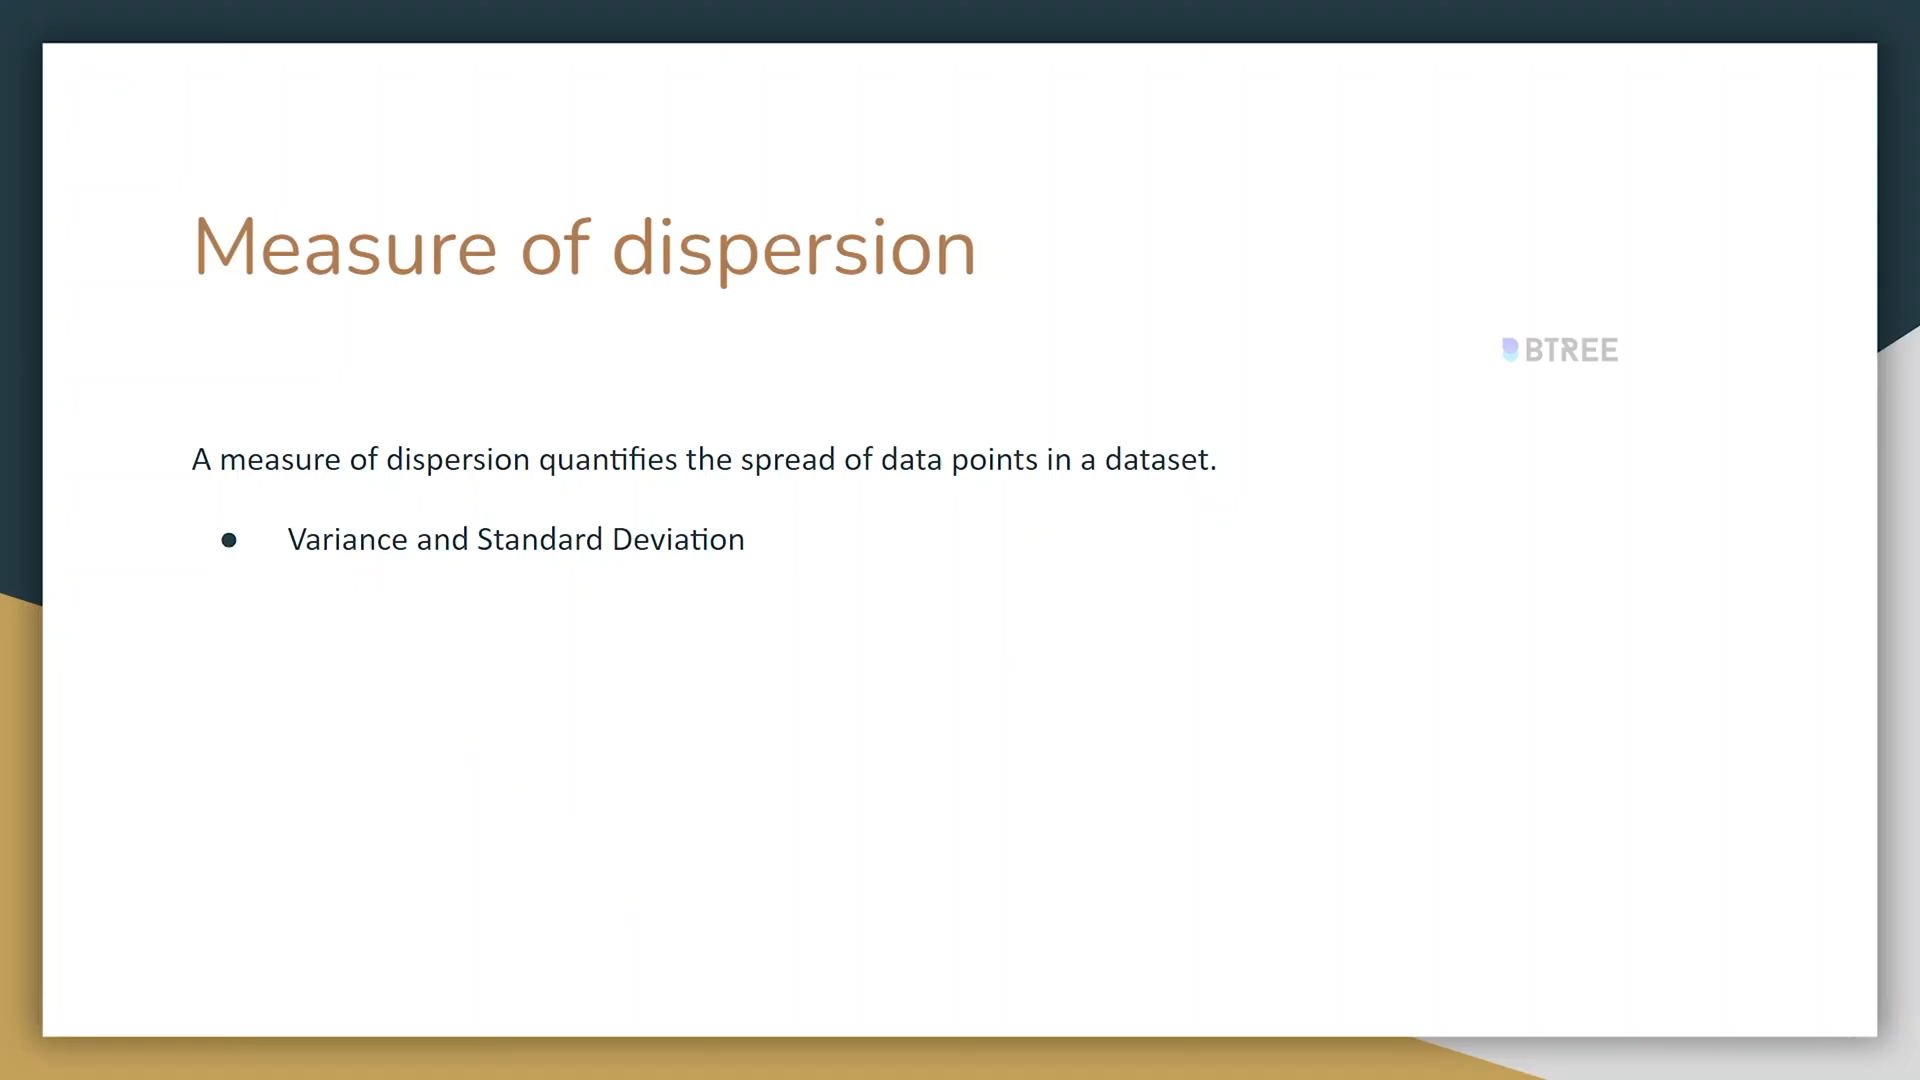 Measure of dispersion
BTREE
A measure of dispersion quantifies the spread of data points in a dataset.
● Variance and Standard Deviation